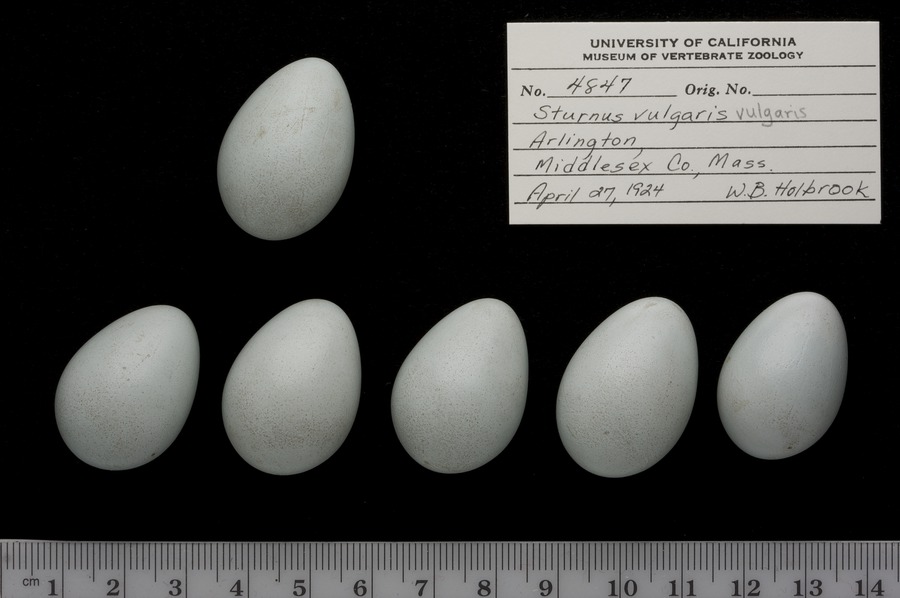 UNIVERSITY OF CALIFORNIA
MUSEUM OF VERTEBRATE ZOOLOGY
No. 4847 Orig. No.
Sturnus vulgaris vulgaris
Arlington,
Middlesex Co., Mass.
April 27, 1924 W.B. Holbrook
cm 1 2 3 4 5 6 7 8 9 10 11 12 13 14